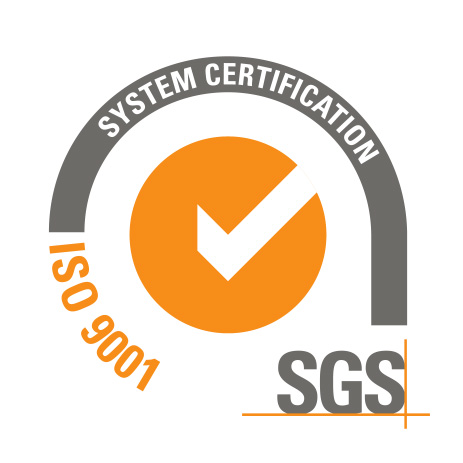 SYSTEM CERTIFICATION
ISO 9001
SGS